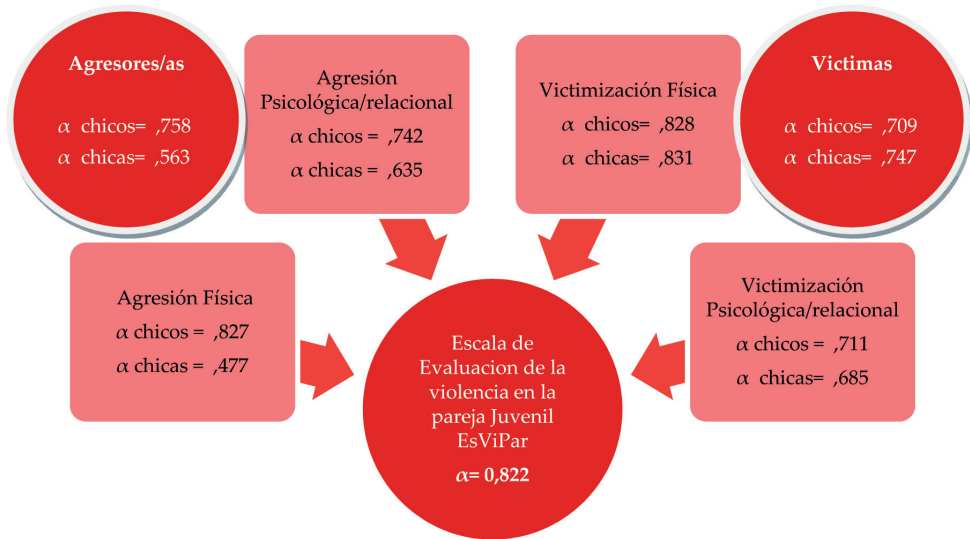 Agresores/as
α chicos= ,758
α chicas= ,563
Agresión
Psicológica/relacional
α chicos = ,742
α chicas = ,635
Victimización Física
α chicos= ,828
α chicas= ,831
Victimas
α chicos= ,709
α chicas= ,747
Agresión Física
α chicos = ,827
α chicas = ,477
Escala de
Evaluacion de la
violencia en la
pareja Juvenil
EsViPar
α= 0,822
Victimización
Psicológica/relacional
α chicos = ,711
α chicas= ,685